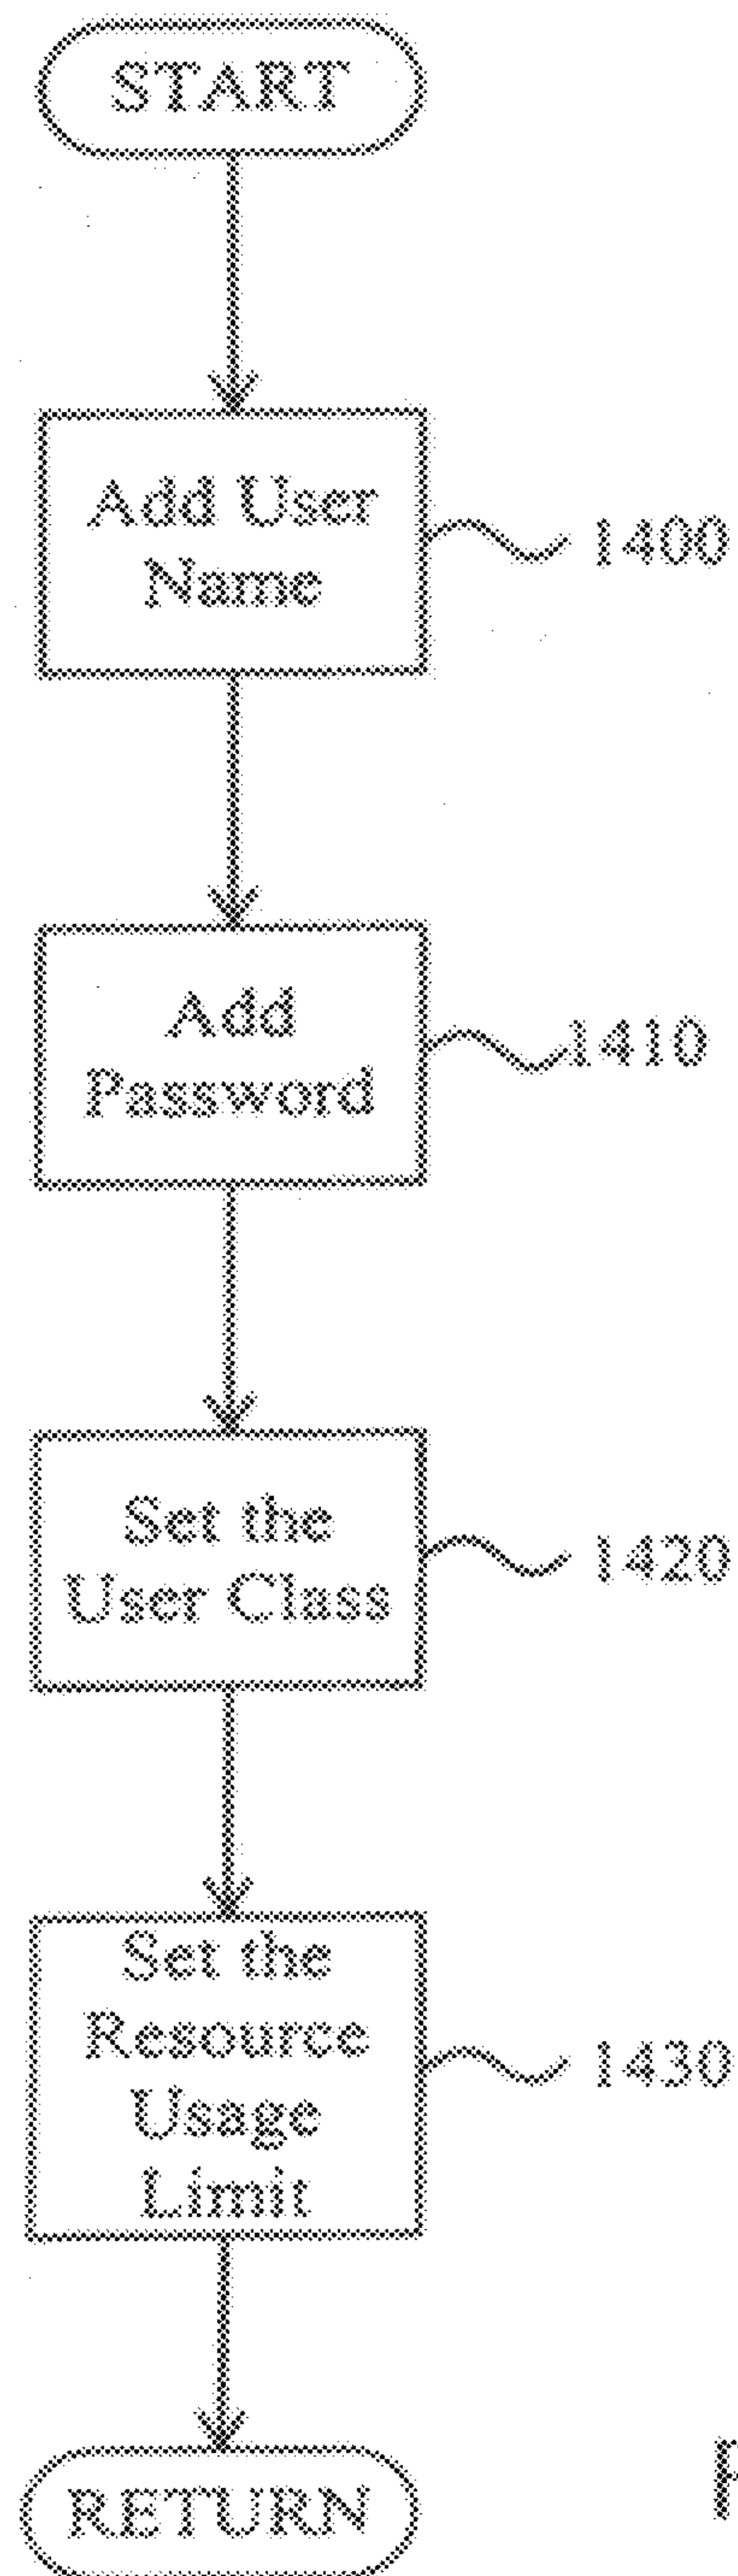 START
Add User
Name
1400
Add
Password
1410
Set the
User Class
1420
Set the
Resource
Usage
Limit
1430
RETURN